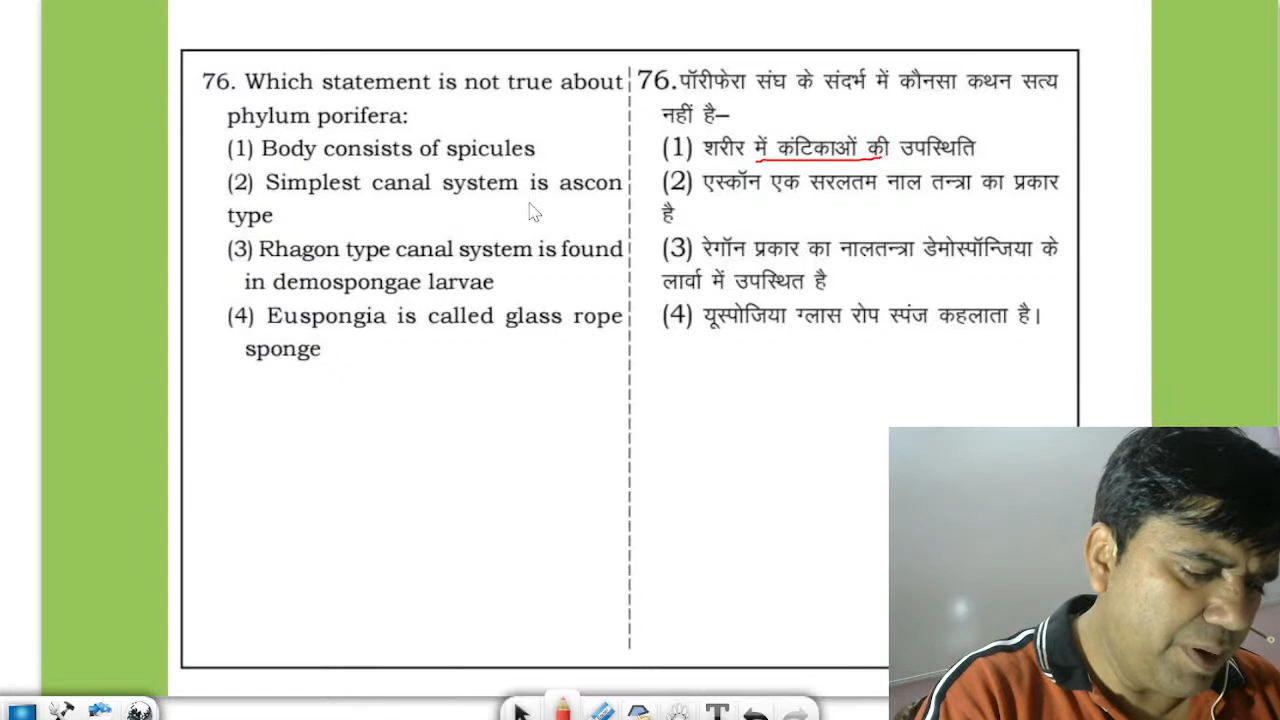 76. Which statement is not true about
phylum porifera:
(1) Body consists of spicules
(2) Simplest canal system is ascon
type
(3) Rhagon type canal system is found
in demospongae larvae
(4) Euspongia is called glass rope
sponge
76. पॉरीफेरा संघ के संदर्भ में कौनसा कथन सत्य
नहीं है–
(1) शरीर में कंटिकाओं की उपस्थिति
(2) एस्कॉन एक सरलतम नाल तन्त्रा का प्रकार
है
(3) रेगॉन प्रकार का नालतन्त्रा डेमोस्पॉन्जिया के
लार्वा में उपस्थित है
(4) यूस्पोजिया ग्लास रोप स्पंज कहलाता है।